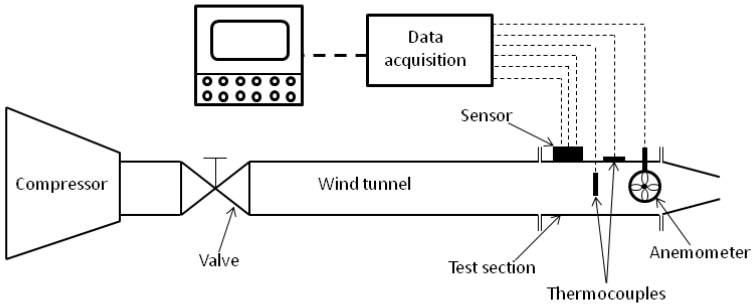 Data
acquisition
Sensor
Compressor
Wind tunnel
Valve
Test section
Anemometer
Thermocouples